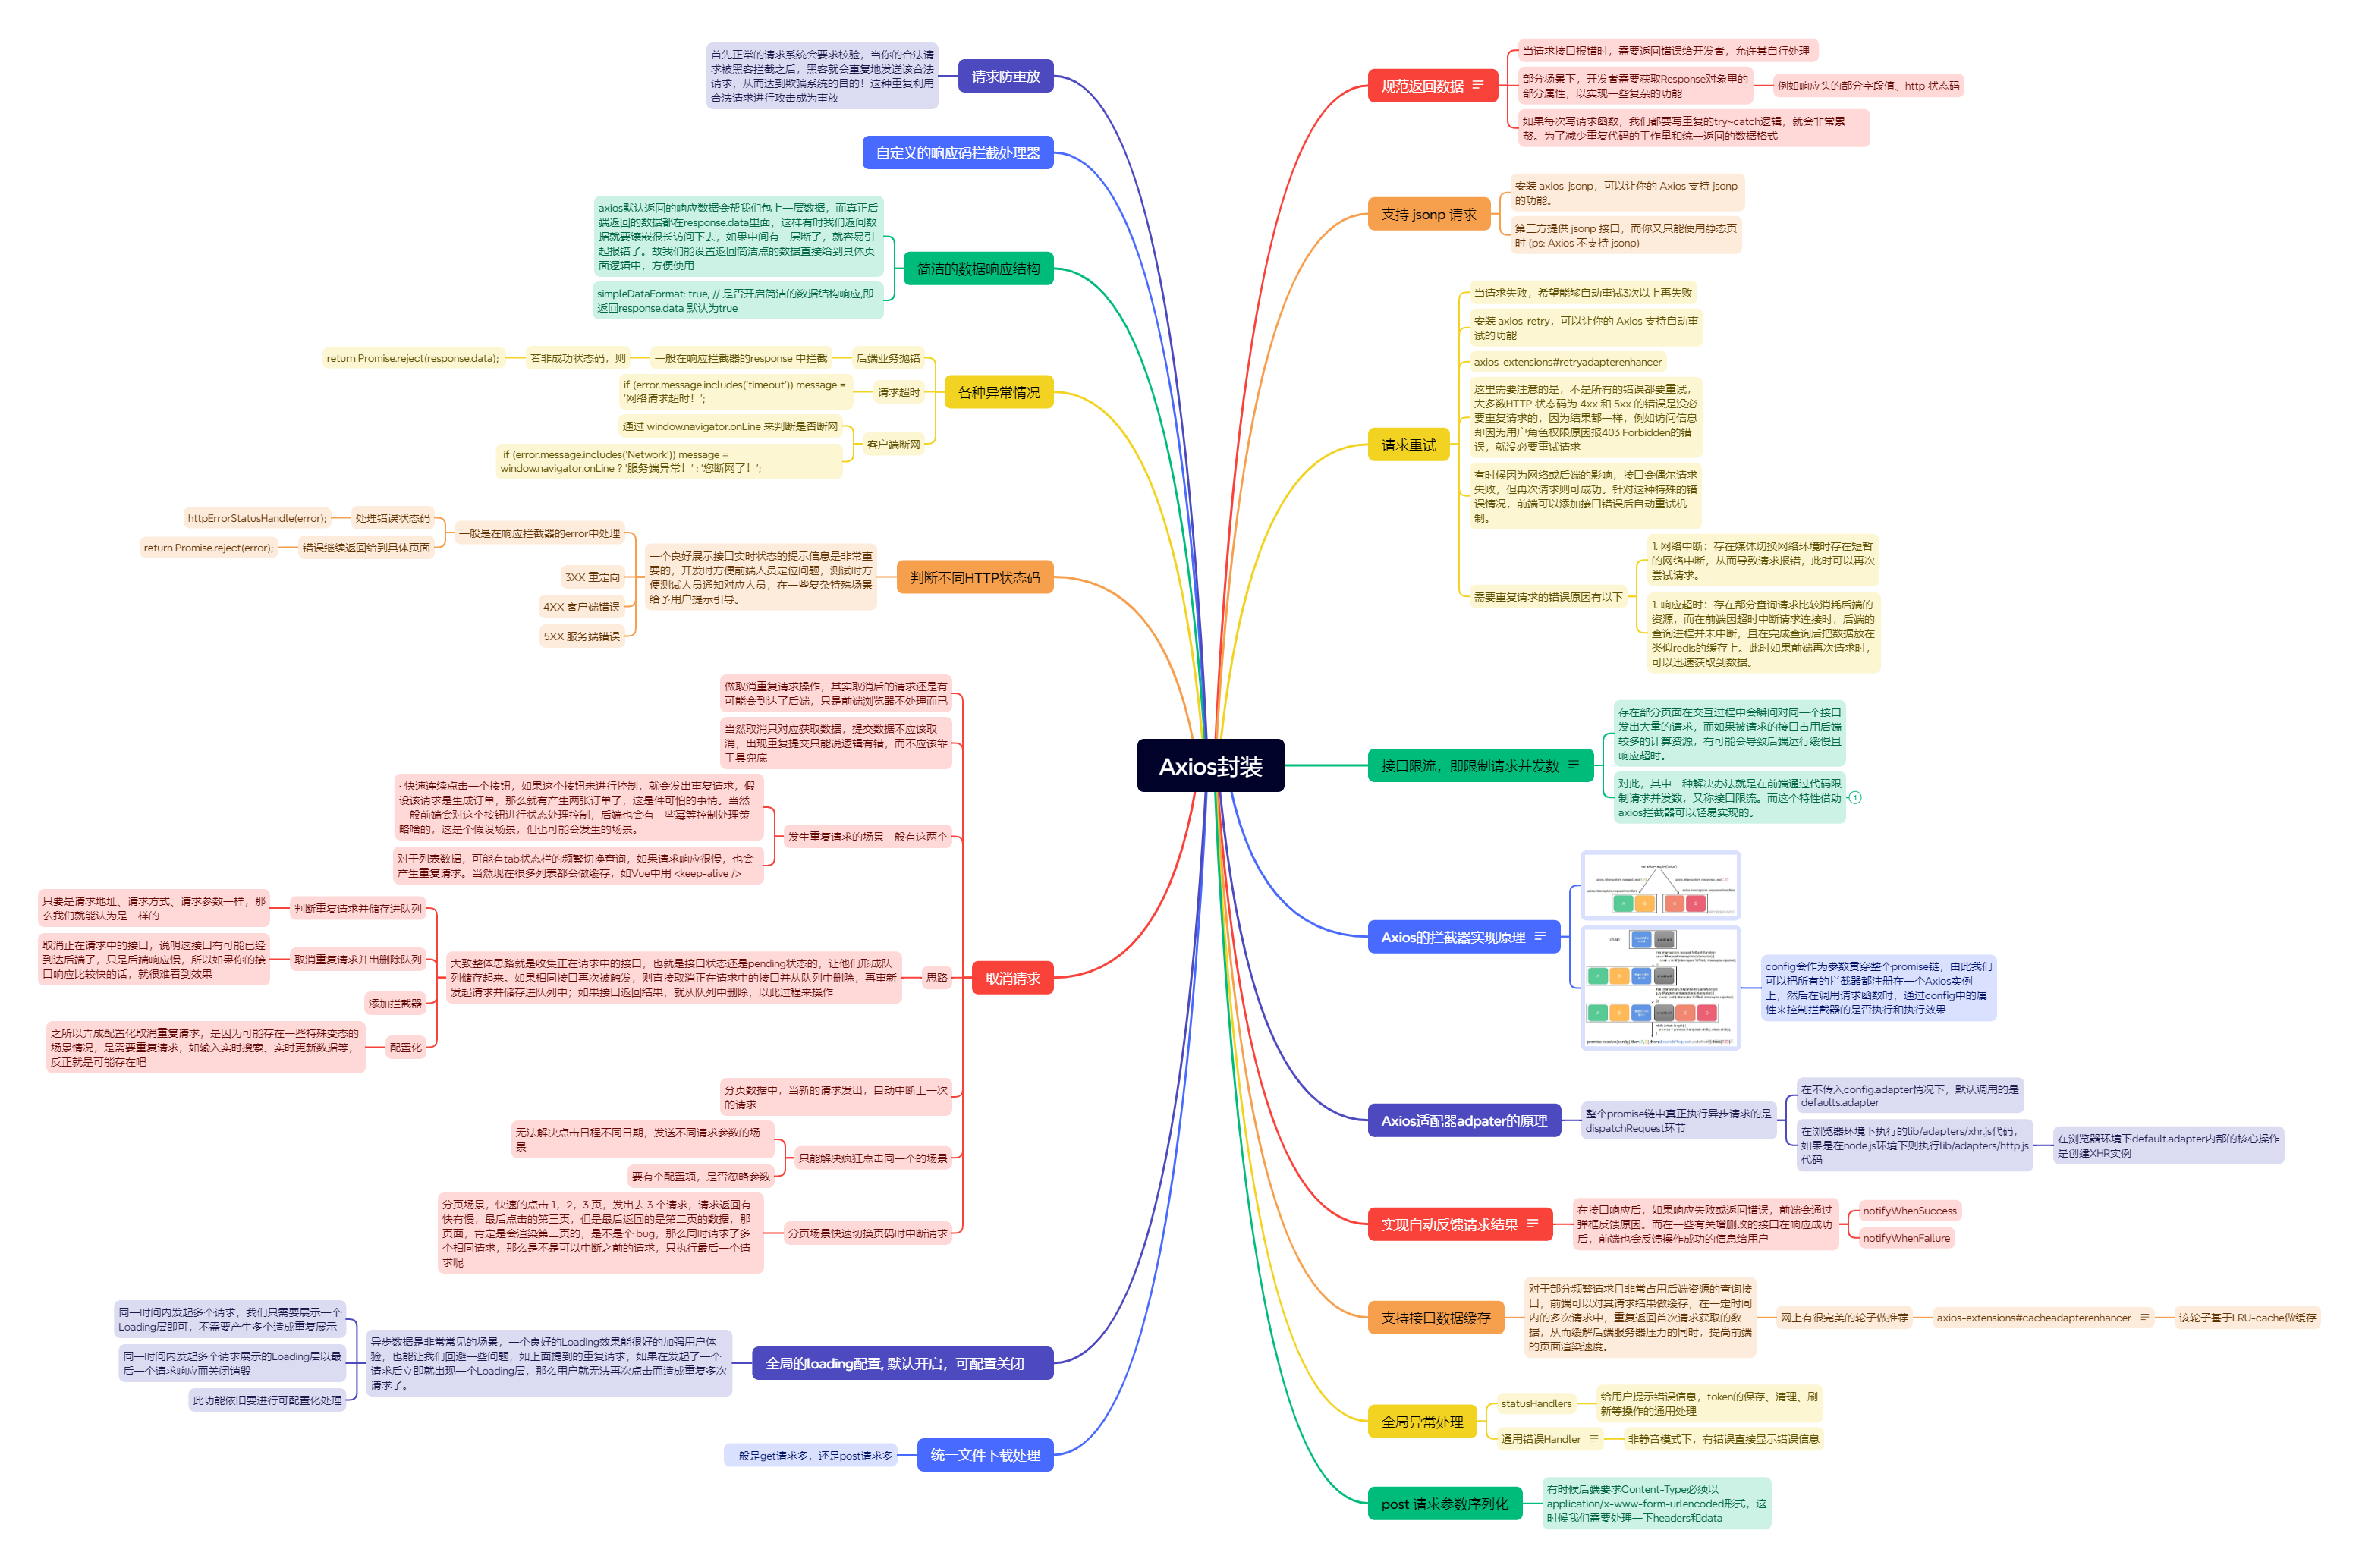 Axios封装
规范返回数据
当请求接口报错时，需要返回错误给开发者，允许其自行处理
部分场景下，开发者需要获取Response对象里的
部分属性，以实现一些复杂的功能
例如响应头的部分字段值、http 状态码
如果每次写请求函数，我们都要写重复的try~catch逻辑，就会非常累
赘。为了减少重复代码的工作量和统一返回的数据格式
支持 jsonp 请求
安装 axios-jsonp，可以让你的 Axios 支持 jsonp
的功能。
第三方提供 jsonp 接口，而你又只能使用静态页
时 (ps: Axios 不支持 jsonp)
请求重试
当请求失败，希望能够自动重试3次以上再失败
安装 axios-retry，可以让你的 Axios 支持自动重
试的功能
axios-extensions#retryadapterenhancer
这里需要注意的是，不是所有的错误都要重试，
大多数HTTP 状态码为 4xx 和 5xx 的错误是没必
要重复请求的，因为结果都一样，例如访问信息
却因为用户角色权限原因报403 Forbidden的错
误，就没必要重试请求
有时候因为网络或后端的影响，接口会偶尔请求
失败，但再次请求则可成功。针对这种特殊的错
误情况，前端可以添加接口错误后自动重试机
制。
需要重复请求的错误原因有以下
1. 网络中断：存在媒体切换网络环境时存在短暂
的网络中断，从而导致请求报错，此时可以再次
尝试请求。
1. 响应超时：存在部分查询请求比较消耗后端的
资源，而在前端因超时中断请求连接时，后端的
查询进程并未中断，且在完成查询后把数据放在
类似redis的缓存上。此时如果前端再次请求时，
可以迅速获取到数据。
接口限流，即限制请求并发数
存在部分页面在交互过程中会瞬间对同一个接口
发出大量的请求，而如果被请求的接口占用后端
较多的计算资源，有可能会导致后端运行缓慢且
响应超时。
对此，其中一种解决办法就是在前端通过代码限
制请求并发数，又称接口限流。而这个特性借助
axios拦截器可以轻易实现的。
1
Axios的拦截器实现原理
config会作为参数贯穿整个promise链，由此我们
可以把所有的拦截器都注册在一个Axios实例
上，然后在调用请求函数时，通过config中的属
性来控制拦截器的是否执行和执行效果
Axios适配器adpater的原理
整个promise链中真正执行异步请求的是
dispatchRequest环节
在不传入config.adapter情况下，默认调用的是
defaults.adapter
在浏览器环境下执行的lib/adapters/xhr.js代码，
如果是在node.js环境下则执行lib/adapters/http.js
代码
在浏览器环境下default.adapter内部的核心操作
是创建XHR实例
实现自动反馈请求结果
在接口响应后，如果响应失败或返回错误，前端会通过
弹框反馈原因。而在一些有关增删改的接口在响应成功
后，前端也会反馈操作成功的信息给用户
notifyWhenSuccess
notifyWhenFailure
支持接口数据缓存
对于部分频繁请求且非常占用后端资源的查询接
口，前端可以对其请求结果做缓存，在一定时间
内的多次请求中，重复返回首次请求获取的数
据，从而缓解后端服务器压力的同时，提高前端
的页面渲染速度。
网上有很完美的轮子做推荐
axios-extensions#cacheadapterenhancer
该轮子基于LRU-cache做缓存
全局异常处理
statusHandlers
给用户提示错误信息，token的保存、清理、刷
新等操作的通用处理
通用错误Handler
非静音模式下，有错误直接显示错误信息
post 请求参数序列化
有时候后端要求Content-Type必须以
application/x-www-form-urlencoded形式，这
时候我们需要处理一下headers和data
请求防重放
首先正常的请求系统会要求校验，当你的合法请
求被黑客拦截之后，黑客就会重复地发送该合法
请求，从而达到欺骗系统的目的！这种重复利用
合法请求进行攻击成为重放
自定义的响应码拦截处理器
简洁的数据响应结构
axios默认返回的响应数据会帮我们包上一层数据，而真正后
端返回的数据都在response.data里面，这样有时我们返问数
据就要镶嵌很长访问下去，如果中间有一层断了，就容易引
起报错了。故我们能设置返回简洁点的数据直接给到具体页
面逻辑中，方便使用
simpleDataFormat: true, // 是否开启简洁的数据结构响应,即
返回response.data 默认为true
各种异常情况
后端业务抛错
一般在响应拦截器的response 中拦截
若非成功状态码，则
return Promise.reject(response.data);
请求超时
if (error.message.includes('timeout')) message =
'网络请求超时！';
客户端断网
通过 window.navigator.onLine 来判断是否断网
if (error.message.includes('Network')) message =
window.navigator.onLine ? '服务端异常！' : '您断网了！';
判断不同HTTP状态码
一个良好展示接口实时状态的提示信息是非常重
要的，开发时方便前端人员定位问题，测试时方
便测试人员通知对应人员，在一些复杂特殊场景
给予用户提示引导。
一般是在响应拦截器的error中处理
处理错误状态码
httpErrorStatusHandle(error);
错误继续返回给到具体页面
return Promise.reject(error);
3XX 重定向
4XX 客户端错误
5XX 服务端错误
取消请求
做取消重复请求操作，其实取消后的请求还是有
可能会到达了后端，只是前端浏览器不处理而已
当然取消只对应获取数据，提交数据不应该取
消，出现重复提交只能说逻辑有错，而不应该靠
工具兜底
发生重复请求的场景一般有这两个
• 快速连续点击一个按钮，如果这个按钮未进行控制，就会发出重复请求，假
设该请求是生成订单，那么就有产生两张订单了，这是件可怕的事情。当然
一般前端会对这个按钮进行状态处理控制，后端也会有一些幂等控制处理策
略啥的，这是个假设场景，但也可能会发生的场景。
对于列表数据，可能有tab状态栏的频繁切换查询，如果请求响应很慢，也会
产生重复请求。当然现在很多列表都会做缓存，如Vue中用 <keep-alive />
思路
大致整体思路就是收集正在请求中的接口，也就是接口状态还是pending状态的，让他们形成队
列储存起来。如果相同接口再次被触发，则直接取消正在请求中的接口并从队列中删除，再重新
发起请求并储存进队列中；如果接口返回结果，就从队列中删除，以此过程来操作
判断重复请求并储存进队列
只要是请求地址、请求方式、请求参数一样，那
么我们就能认为是一样的
取消重复请求并出删除队列
取消正在请求中的接口，说明这接口有可能已经
到达后端了，只是后端响应慢，所以如果你的接
口响应比较快的话，就很难看到效果
添加拦截器
配置化
之所以弄成配置化取消重复请求，是因为可能存在一些特殊变态的
场景情况，是需要重复请求，如输入实时搜索、实时更新数据等，
反正就是可能存在吧
分页数据中，当新的请求发出，自动中断上一次
的请求
只能解决疯狂点击同一个的场景
无法解决点击日程不同日期，发送不同请求参数的场
景
要有个配置项，是否忽略参数
分页场景快速切换页码时中断请求
分页场景，快速的点击 1，2，3 页，发出去 3 个请求，请求返回有
快有慢，最后点击的第三页，但是最后返回的是第二页的数据，那
页面，肯定是会渲染第二页的，是不是个 bug，那么同时请求了多
个相同请求，那么是不是可以中断之前的请求，只执行最后一个请
求呢
全局的loading配置, 默认开启，可配置关闭
异步数据是非常常见的场景，一个良好的Loading效果能很好的加强用户体
验，也能让我们回避一些问题，如上面提到的重复请求，如果在发起了一个
请求后立即就出现一个Loading层，那么用户就无法再次点击而造成重复多次
请求了。
同一时间内发起多个请求，我们只需要展示一个
Loading层即可，不需要产生多个造成重复展示
同一时间内发起多个请求展示的Loading层以最
后一个请求响应而关闭销毁
此功能依旧要进行可配置化处理
统一文件下载处理
一般是get请求多，还是post请求多